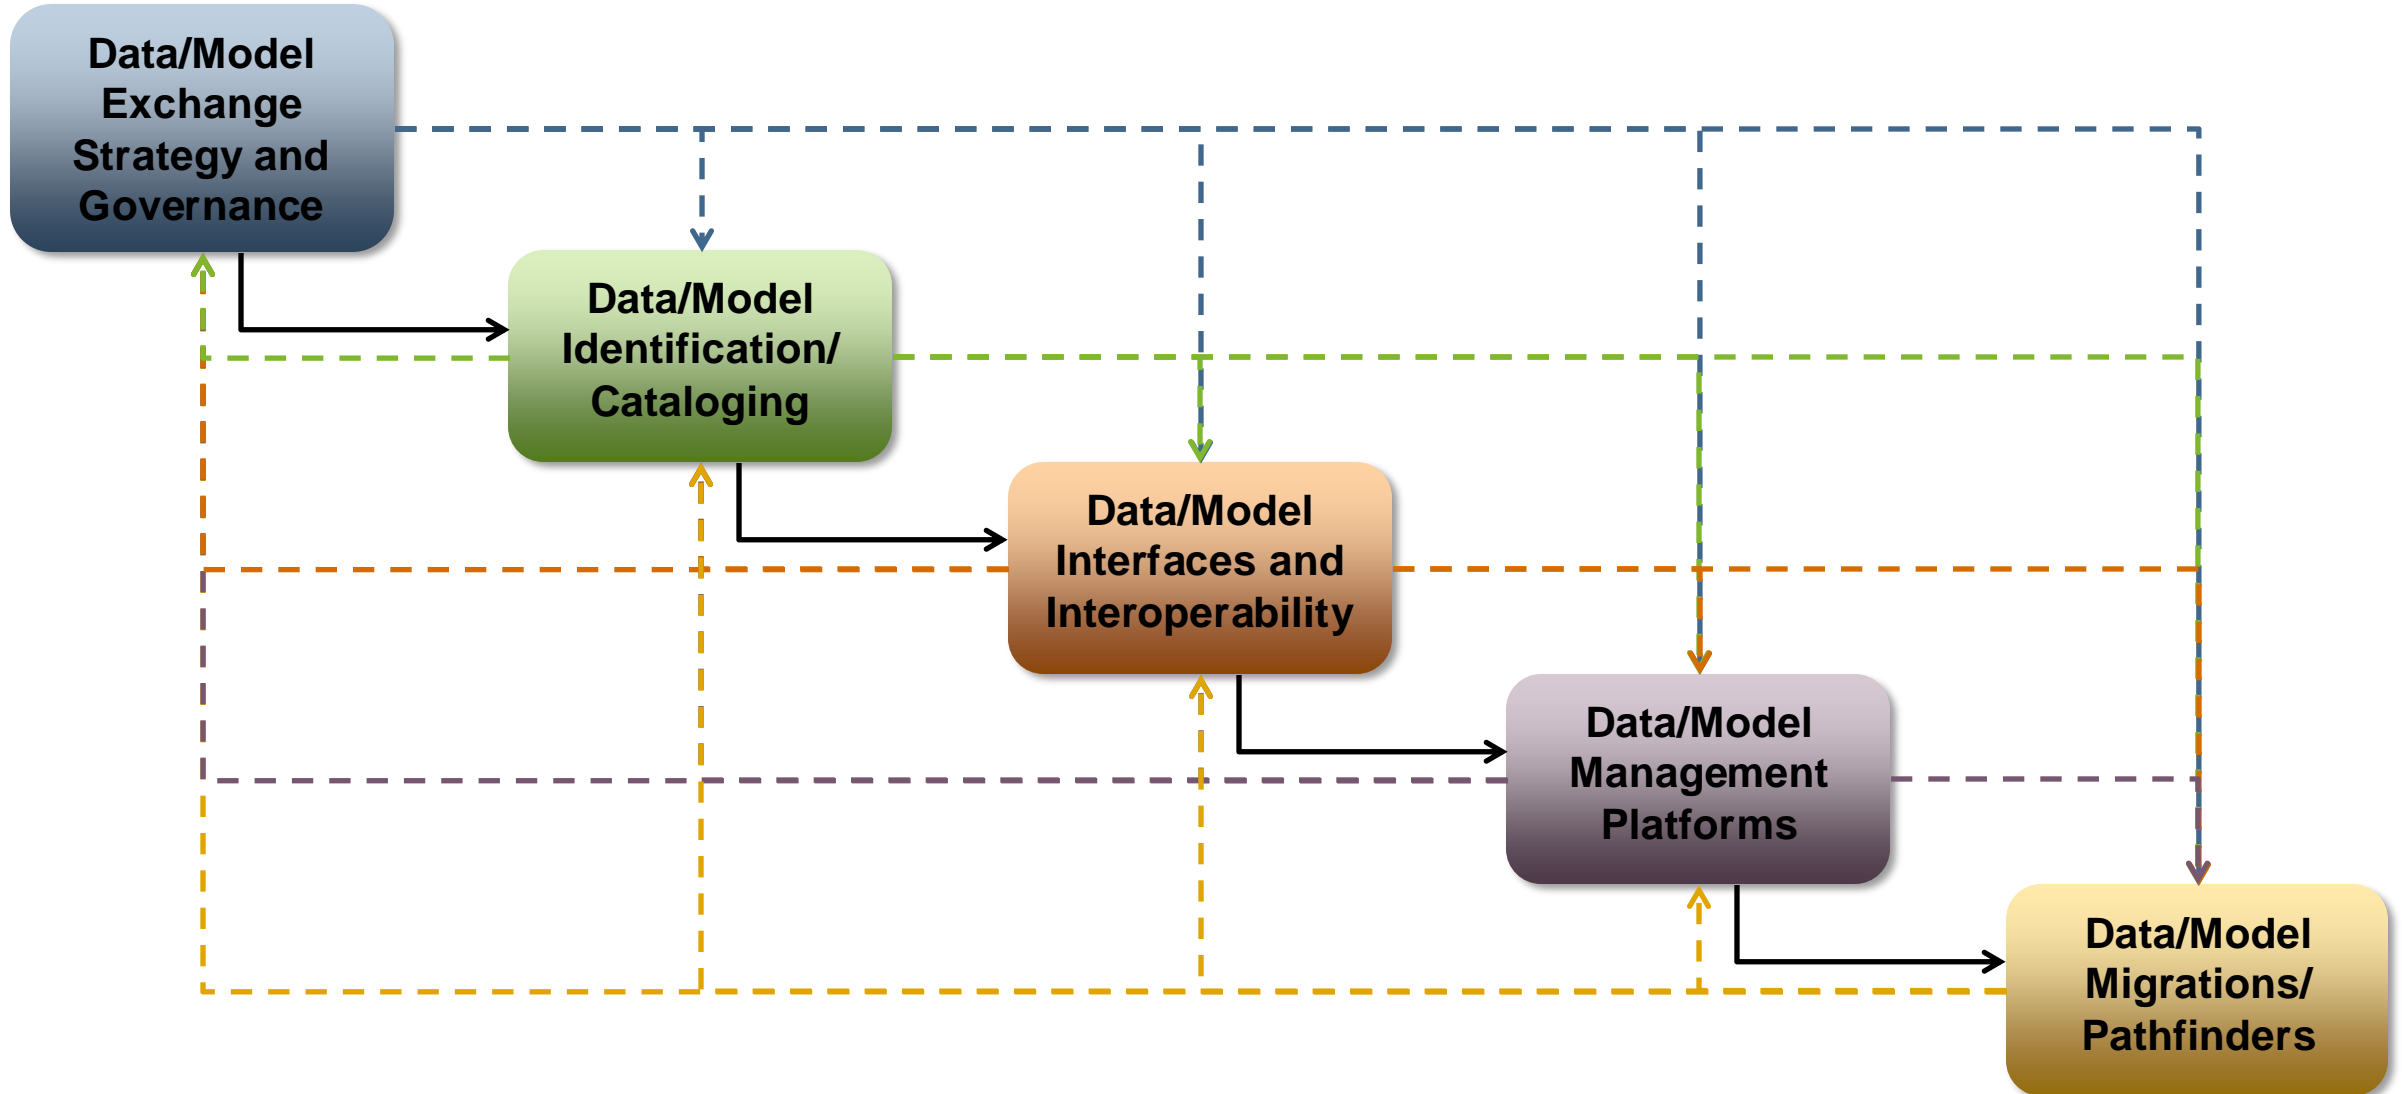 Data/Model
Exchange
Strategy and
Governance
Data/Model
Identification/
Cataloging
Data/Model
Interfaces and
Interoperability
Data/Model
Management
Platforms
Data/Model
Migrations/
Pathfinders